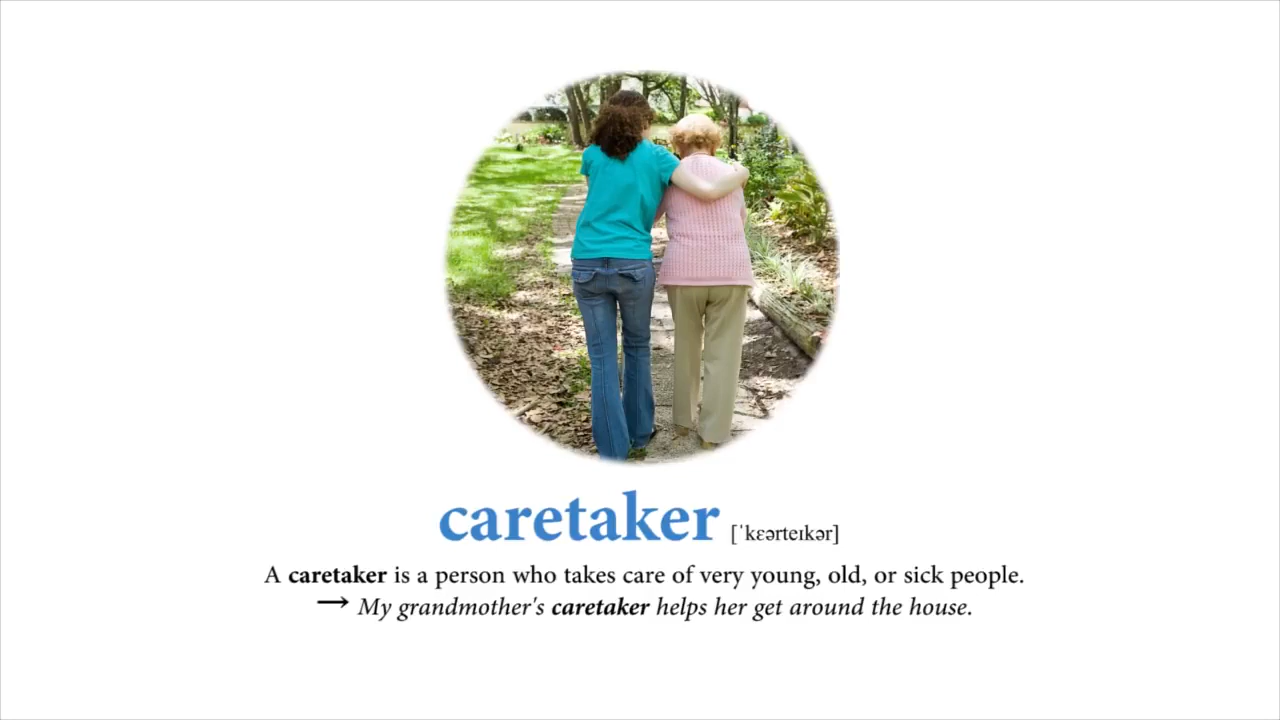 caretaker [ˈkɛərteɪkər]
A caretaker is a person who takes care of very young, old, or sick people.
→ My grandmother's caretaker helps her get around the house.